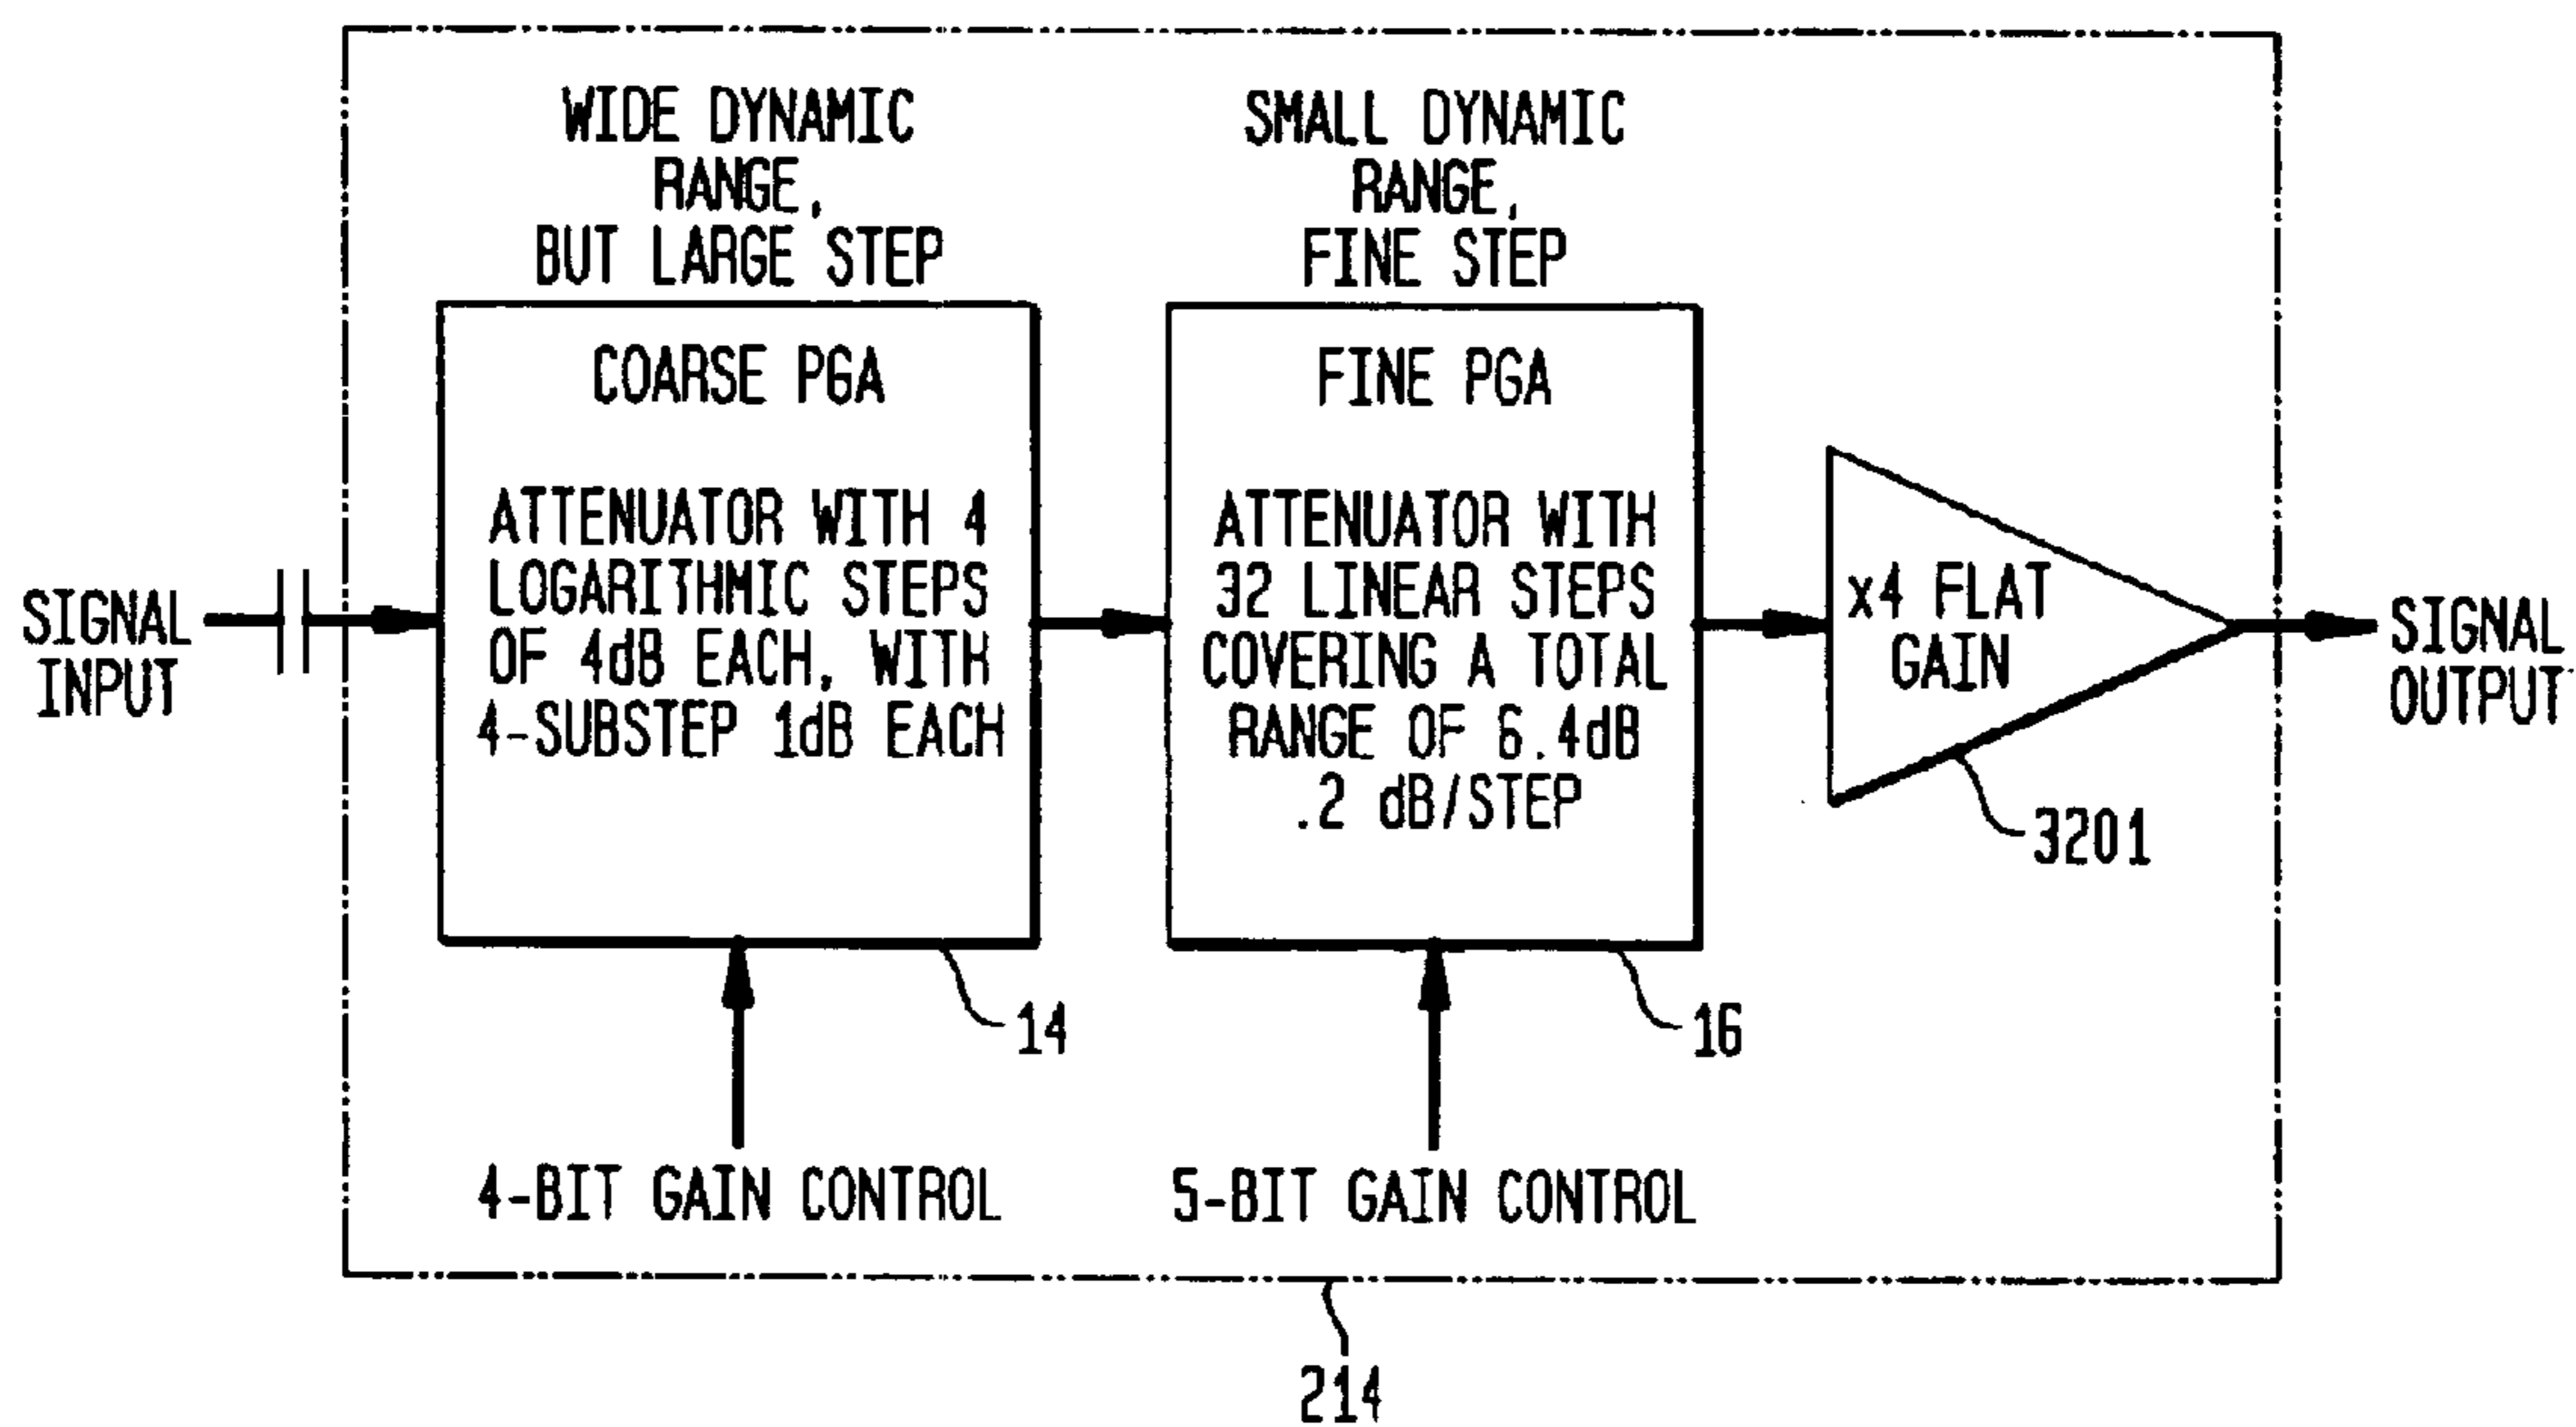 WIDE DYNAMIC
RANGE,
BUT LARGE STEP
SMALL DYNAMIC
RANGE,
FINE STEP
COARSE PGA
ATTENUATOR WITH 4
LOGARITHMIC STEPS
OF 4dB EACH, WITH
4-SUBSTEP 1dB EACH
FINE PGA
ATTENUATOR WITH
32 LINEAR STEPS
COVERING A TOTAL
RANGE OF 6.4dB
.2 dB/STEP
x4 FLAT
GAIN
SIGNAL
INPUT
SIGNAL
OUTPUT
3201
14
16
4-BIT GAIN CONTROL
5-BIT GAIN CONTROL
214